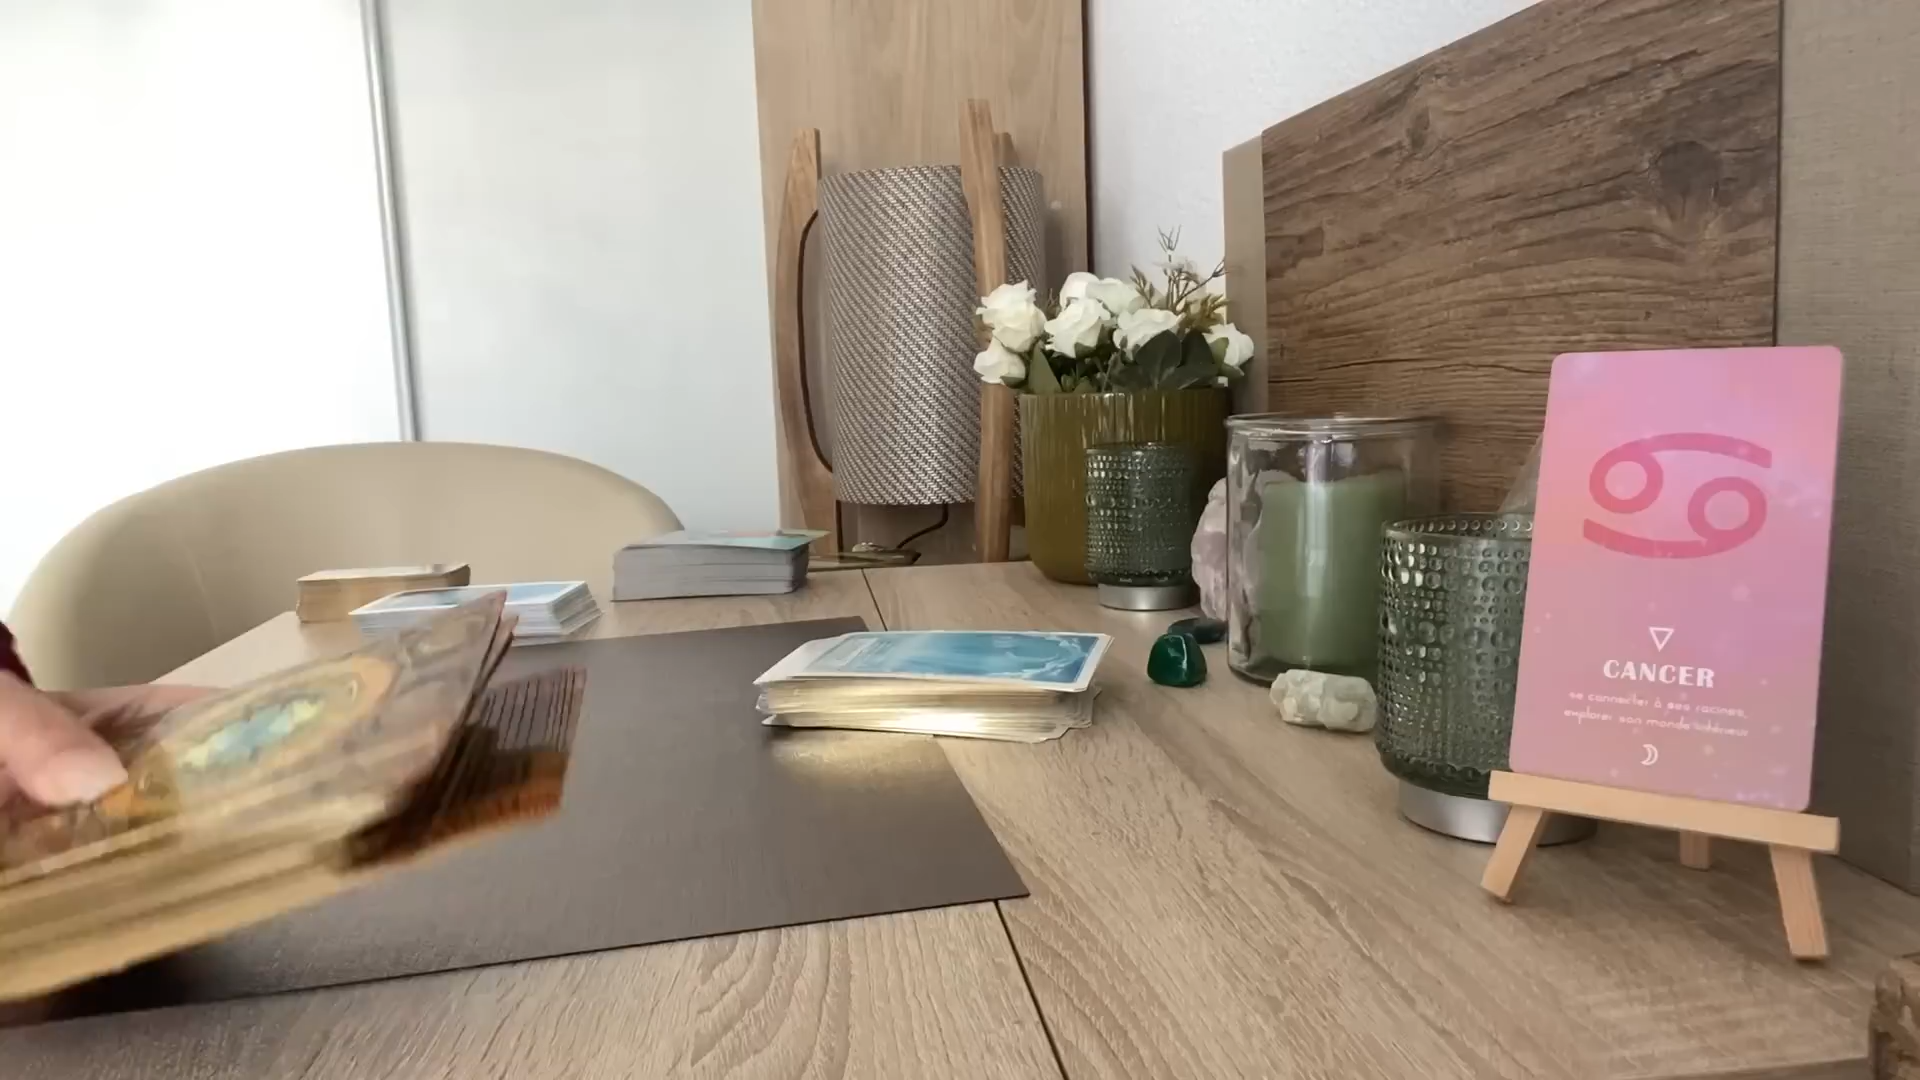 CANCER
se connecter à ses racines,
explorer son monde intérieur